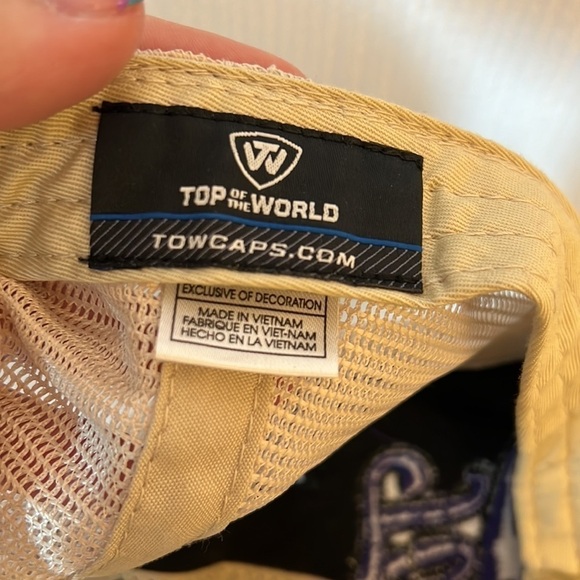 TW
TOP OF THE WORLD
TOWCAPS.COM
EXCLUSIVE OF DECORATION
MADE IN VIETNAM
FABRIQUE EN VIET-NAM
HECHO EN LA VIETNAM